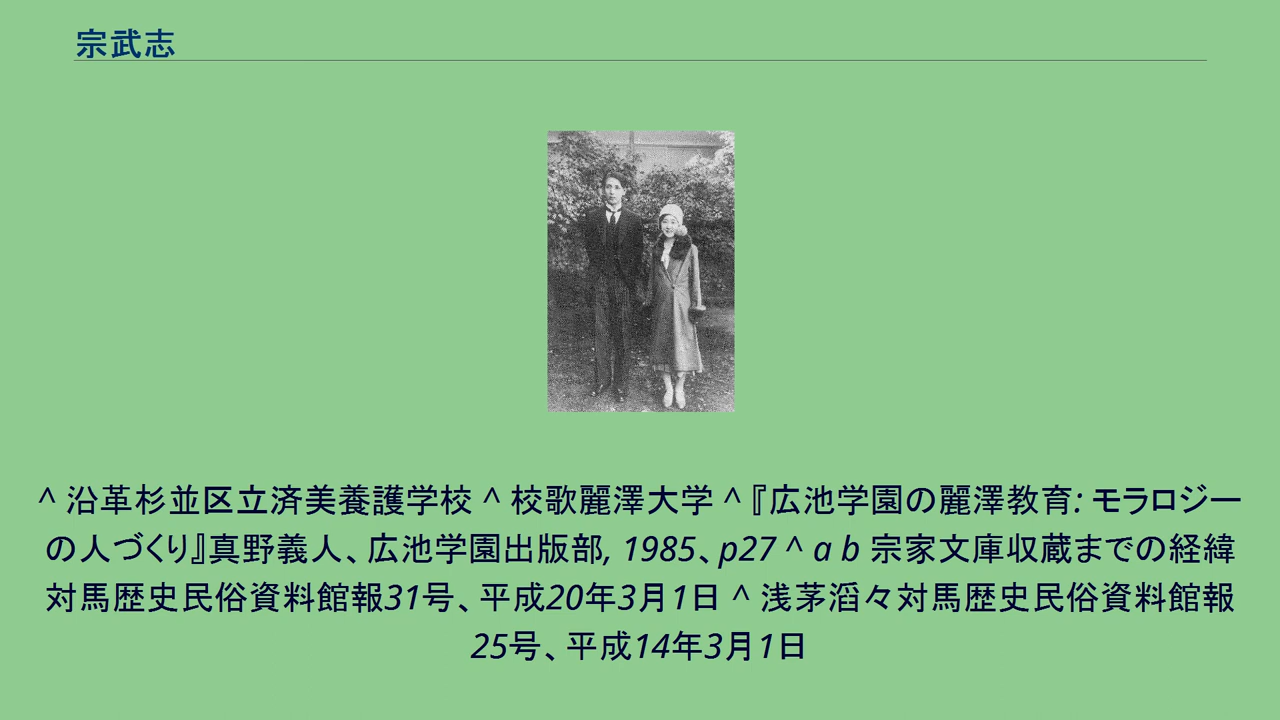 宗武志
^ 沿革杉並区立済美養護学校 ^ 校歌麗澤大学 ^『広池学園の麗澤教育: モラロジー
の人づくり』真野義人、広池学園出版部, 1985、p27 ^ a b 宗家文庫収蔵までの経緯
対馬歴史民俗資料館報31号、平成20年3月1日 ^ 浅茅滔々対馬歴史民俗資料館報
25号、平成14年3月1日